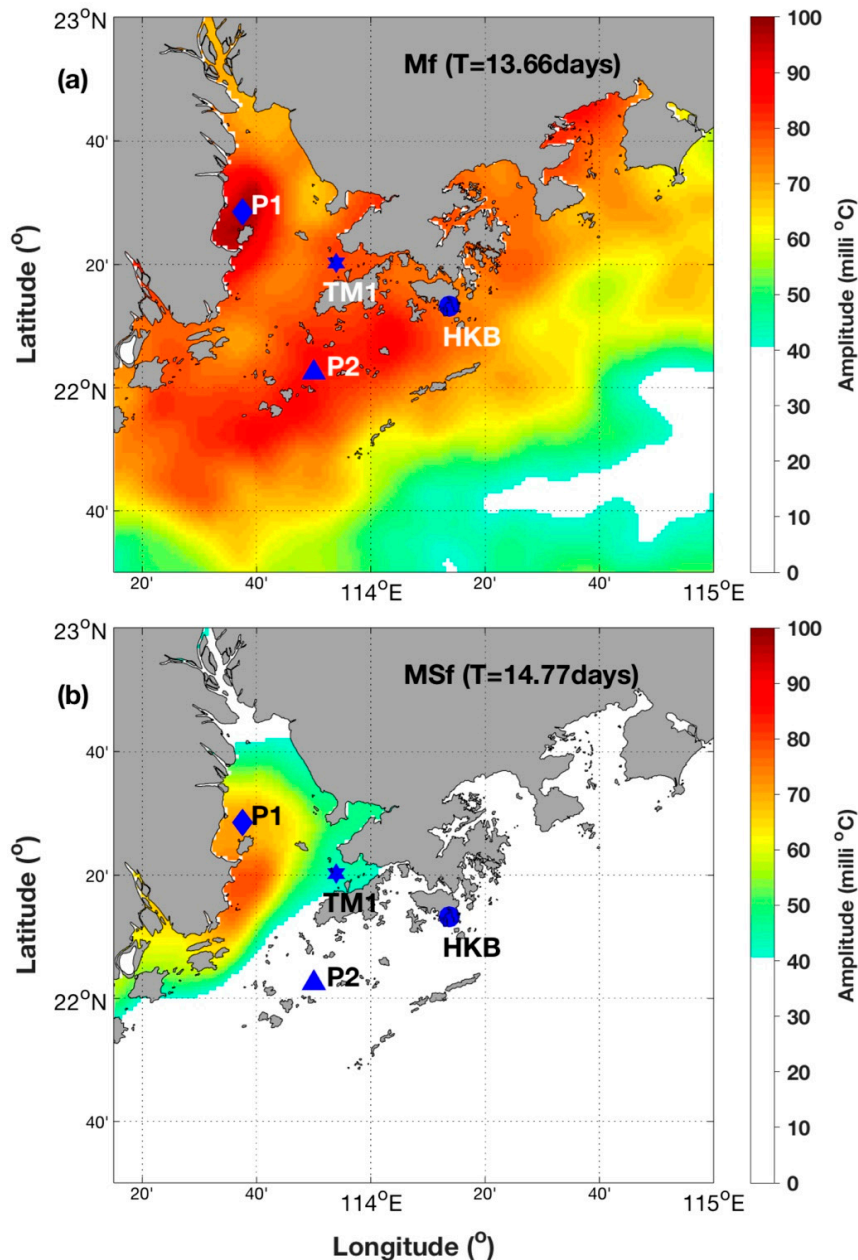 23°N
(a)
Mf (T=13.66days)
40'
P1
20'
TM1
HKB
P2
22°N
40'
20'
40'
114°E
20'
40'
115°E
Latitude (°)
100
90
80
70
60
50
40
30
20
10
0
Amplitude (milli °C)
23°N
(b)
MSf (T=14.77days)
40'
P1
20'
TM1
HKB
P2
22°N
40'
20'
40'
114°E
20'
40'
115°E
Latitude (°)
Longitude (°)
100
90
80
70
60
50
40
30
20
10
0
Amplitude (milli °C)